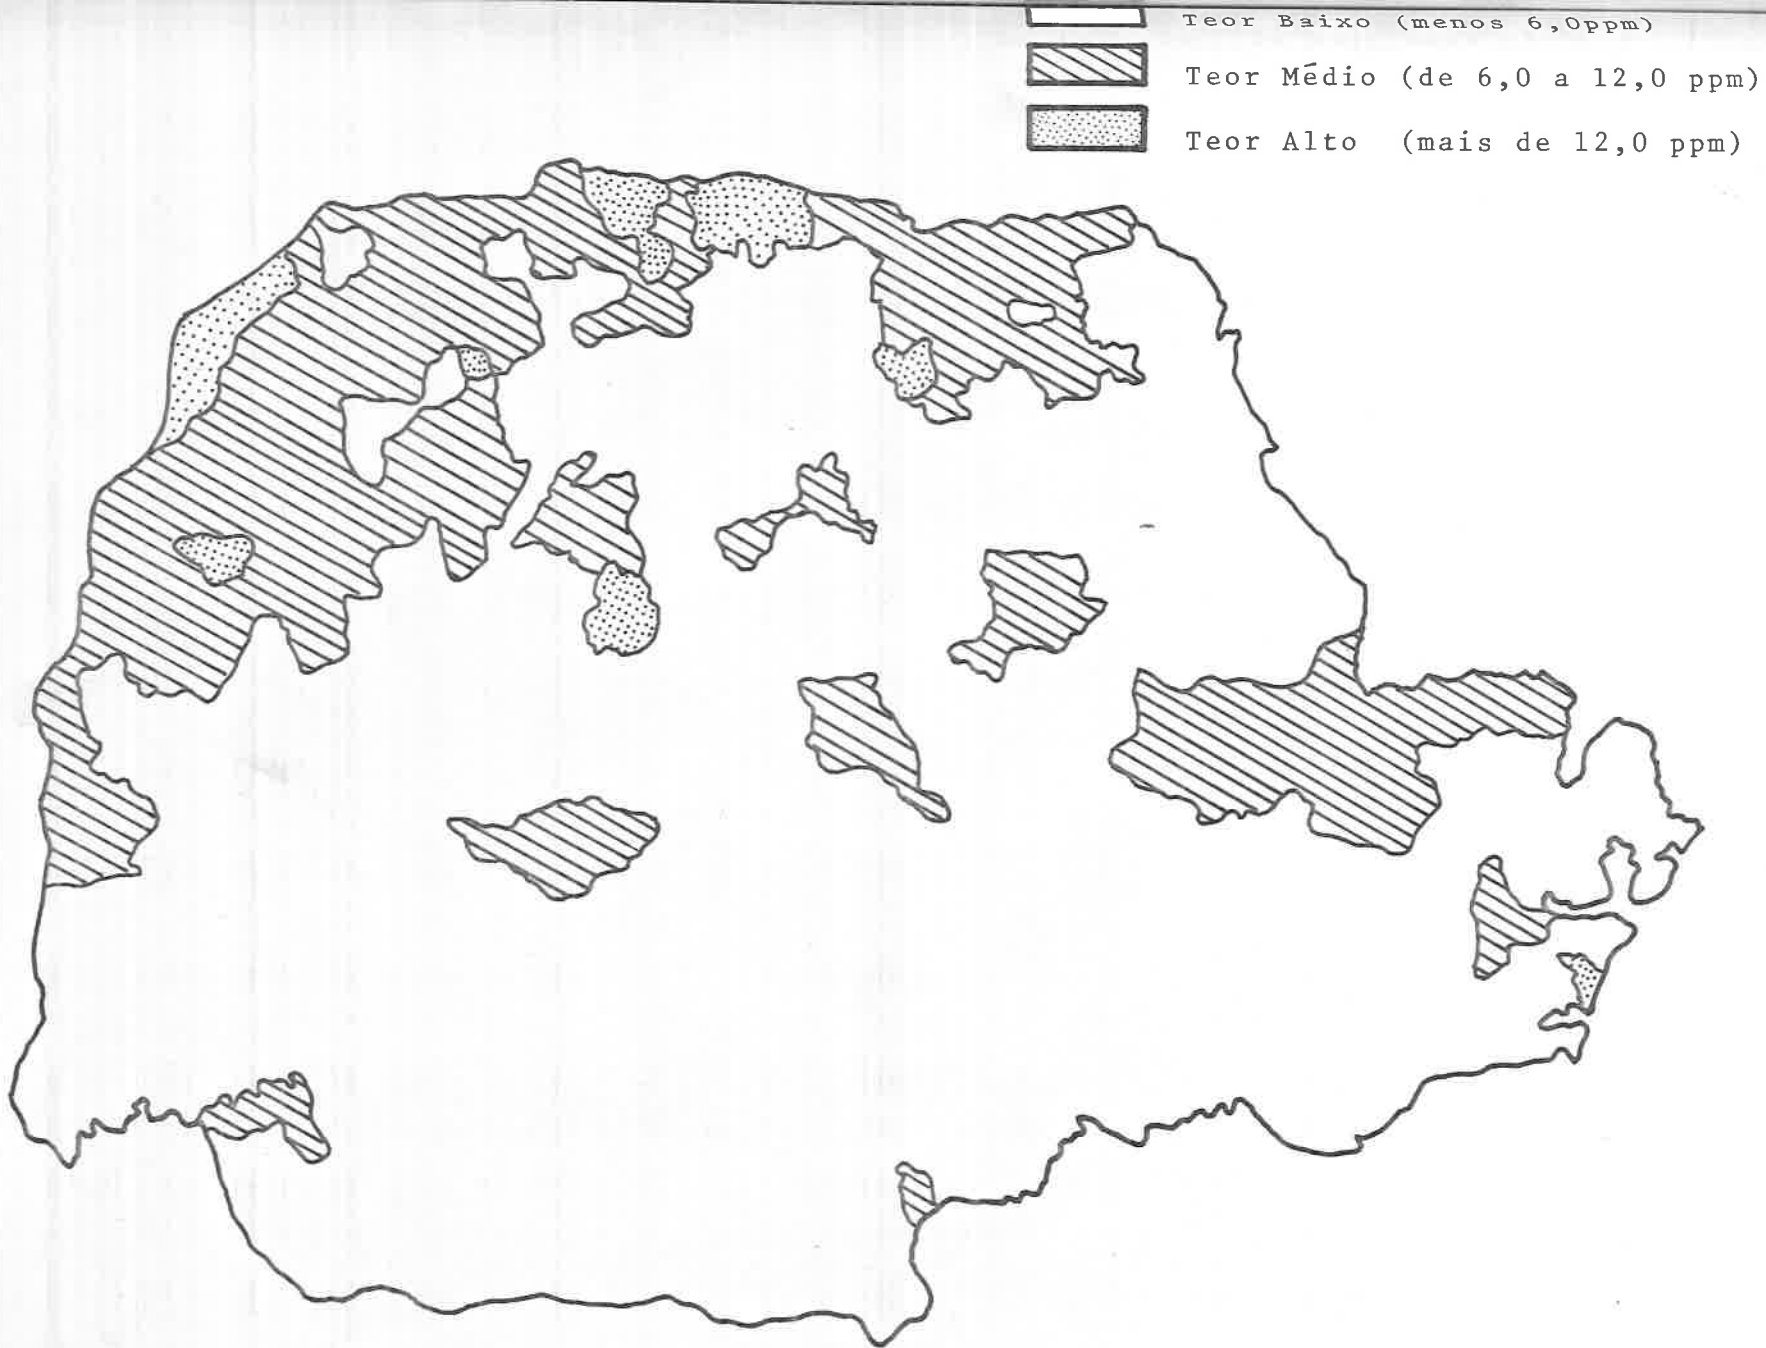 Teor Baixo (menos 6,0ppm)
Teor Médio (de 6,0 a 12,0 ppm)
Teor Alto (mais de 12,0 ppm)